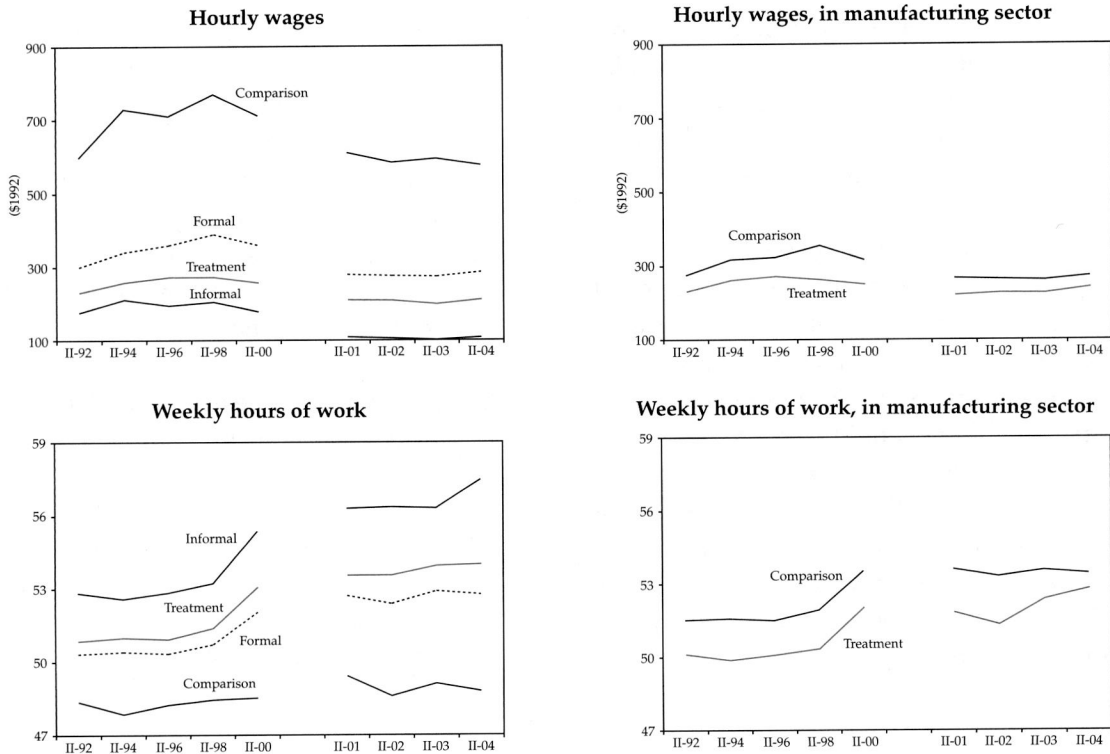 Hourly wages
900
700
500
300
100
($1992)
Comparison
Formal
Treatment
Informal
II-92 II-94 II-96 II-98 II-00 II-01 II-02 II-03 II-04
Hourly wages, in manufacturing sector
900
700
500
300
100
($1992)
Comparison
Treatment
II-92 II-94 II-96 II-98 II-00 II-01 II-02 II-03 II-04
Weekly hours of work
59
56
53
50
47
Informal
Treatment
Formal
Comparison
II-92 II-94 II-96 II-98 II-00 II-01 II-02 II-03 II-04
Weekly hours of work, in manufacturing sector
59
56
53
50
47
Comparison
Treatment
II-92 II-94 II-96 II-98 II-00 II-01 II-02 II-03 II-04